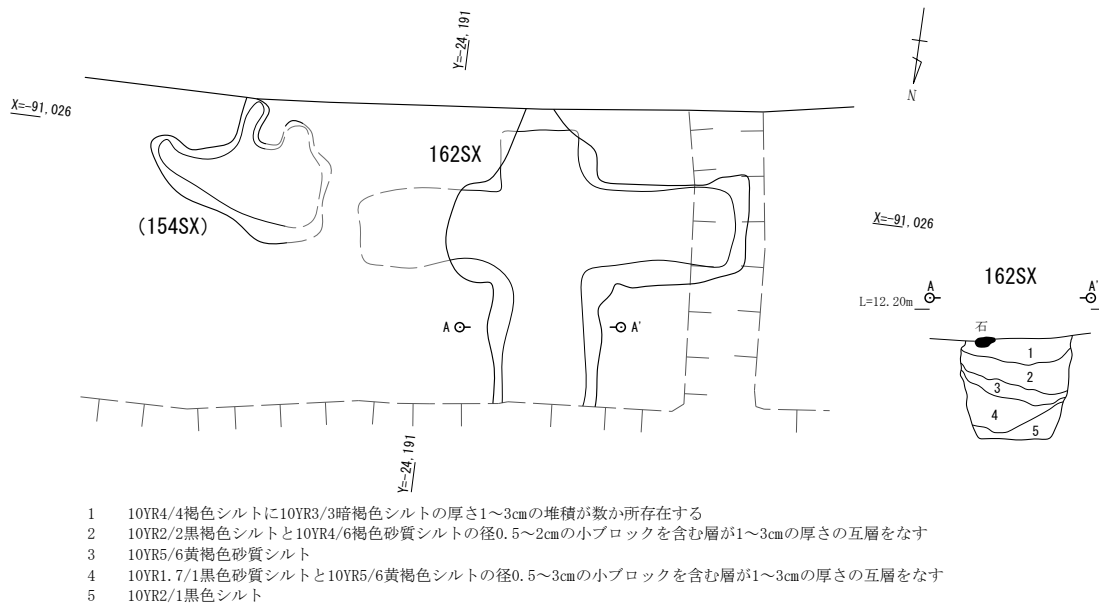 Y=-24,191
N
X=-91,026
162SX
(154SX)
X=-91,026
162SX
A
A'
L=12.20m
A
A'
石
1
2
3
4
5
Y=-24,191
1 10YR4/4褐色シルトに10YR3/3暗褐色シルトの厚さ1～3cmの堆積が数か所存在する
2 10YR2/2黒褐色シルトと10YR4/6褐色砂質シルトの径0.5～2cmの小ブロックを含む層が1～3cmの厚さの互層をなす
3 10YR5/6黄褐色砂質シルト
4 10YR1.7/1黒色砂質シルトと10YR5/6黄褐色シルトの径0.5～3cmの小ブロックを含む層が1～3cmの厚さの互層をなす
5 10YR2/1黒色シルト